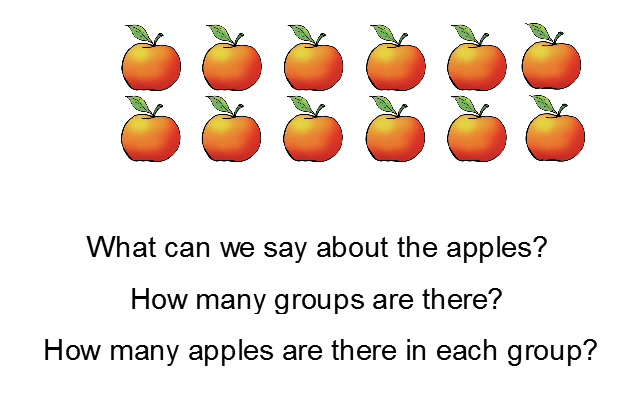 What can we say about the apples?
How many groups are there?
How many apples are there in each group?